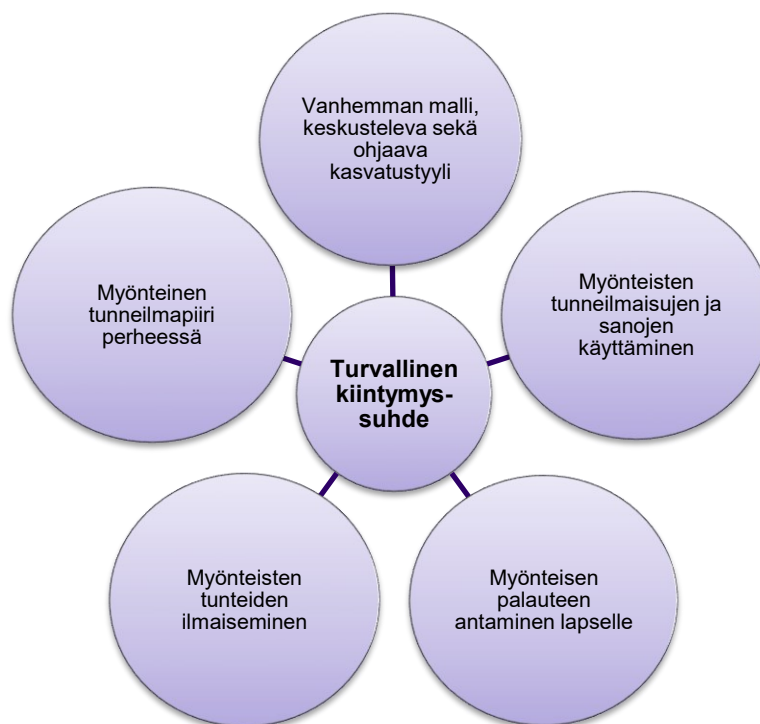 Vanhemman malli,
keskusteleva sekä
ohjaava
kasvatustyyli
Myönteinen
tunneilmapiiri
perheessä
Myönteisten
tunneilmaisujen ja
sanojen
käyttäminen
Turvallinen
kiintymys-
suhde
Myönteisten
tunteiden
ilmaiseminen
Myönteisen
palauteen
antaminen lapselle